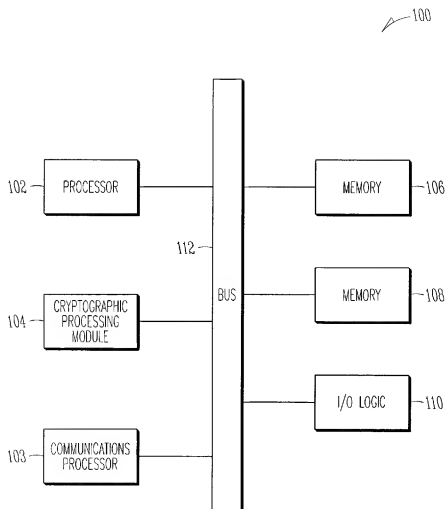 100
102
PROCESSOR
MEMORY
106
112
BUS
104
CRYPTOGRAPHIC
PROCESSING
MODULE
MEMORY
108
I/O LOGIC
110
103
COMMUNICATIONS
PROCESSOR